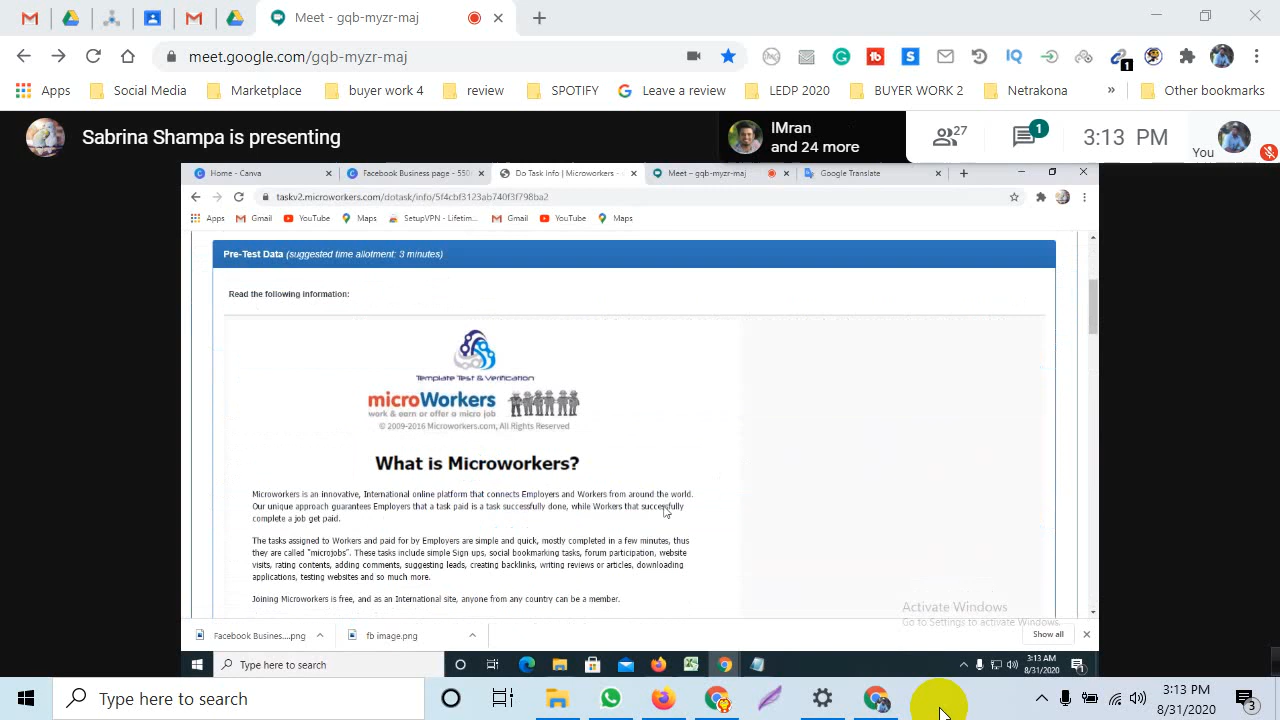 Meet - gqb-myzr-maj
meet.google.com/gqb-myzr-maj
1
Apps Social Media Marketplace buyer work 4 review SPOTIFY Leave a review LEDP 2020 BUYER WORK 2 Netrakona » Other bookmarks
Sabrina Shampa is presenting
IMran
and 24 more
27
1
3:13 PM
You
Home - Canva Facebook Business page - 550 Do Task Info | Microworkers - Meet – gqb-myzr-maj Google Translate
taskv2.microworkers.com/dotask/info/5f4cbf3123ab740f3f798ba2
Apps Gmail YouTube Maps SetupVPN - Lifetim... Gmail YouTube Maps
Pre-Test Data (suggested time allotment: 3 minutes)
Read the following information:
Template Test & Verification
microWorkers
work & earn or offer a micro job
© 2009-2016 Microworkers.com, All Rights Reserved
What is Microworkers?
Microworkers is an innovative, International online platform that connects Employers and Workers from around the world.
Our unique approach guarantees Employers that a task paid is a task successfully done, while Workers that successfully
complete a job get paid.
The tasks assigned to Workers and paid for by Employers are simple and quick, mostly completed in a few minutes, thus
they are called "microjobs". These tasks include simple Sign ups, social bookmarking tasks, forum participation, website
visits, rating contents, adding comments, suggesting leads, creating backlinks, writing reviews or articles, downloading
applications, testing websites and so much more.
Joining Microworkers is free, and as an International site, anyone from any country can be a member.
Activate Windows
Go to Settings to activate Windows.
Facebook Busines....png fb image.png Show all
Type here to search
3:13 AM
8/31/2020
1
Type here to search
3:13 PM
8/31/2020
3